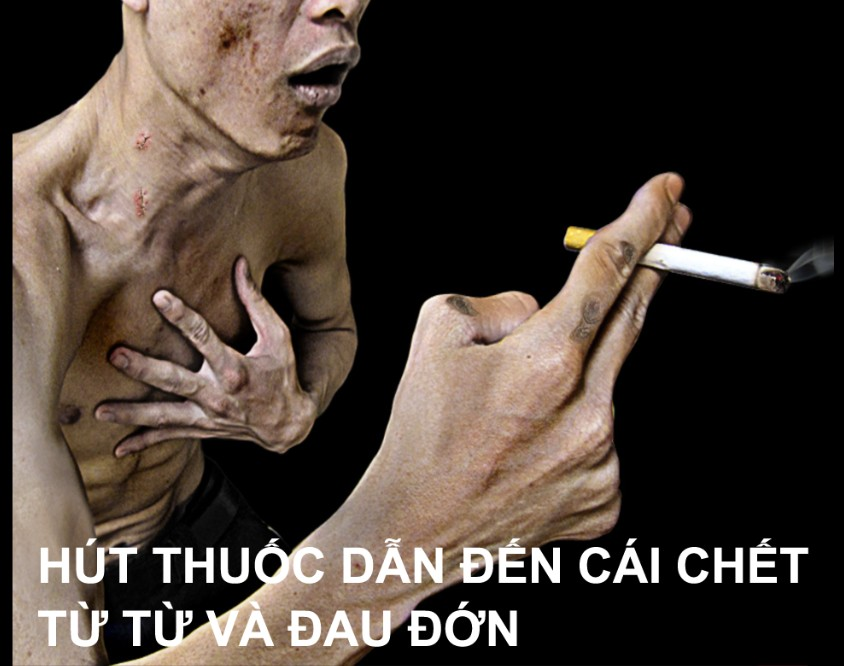 HÚT THUỐC DẪN ĐẾN CÁI CHẾT
TỪ TỪ VÀ ĐAU ĐỚN